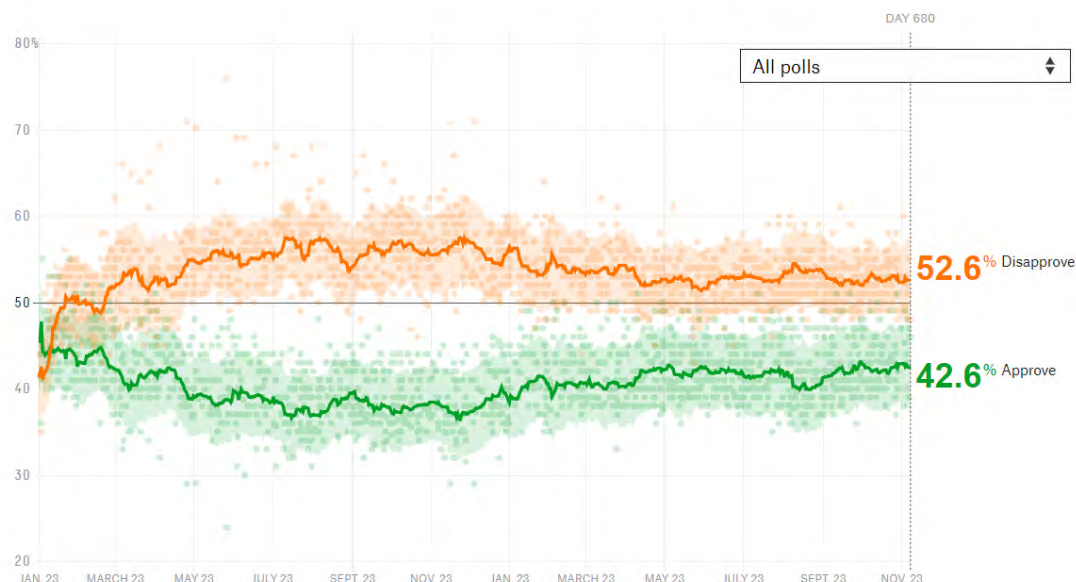 DAY 680
80%
All polls
70
60
52.6% Disapprove
50
42.6% Approve
40
30
20
JAN. 23 MARCH 23 MAY 23 JULY 23 SEPT. 23 NOV. 23 JAN. 23 MARCH 23 MAY 23 JULY 23 SEPT. 23 NOV. 23